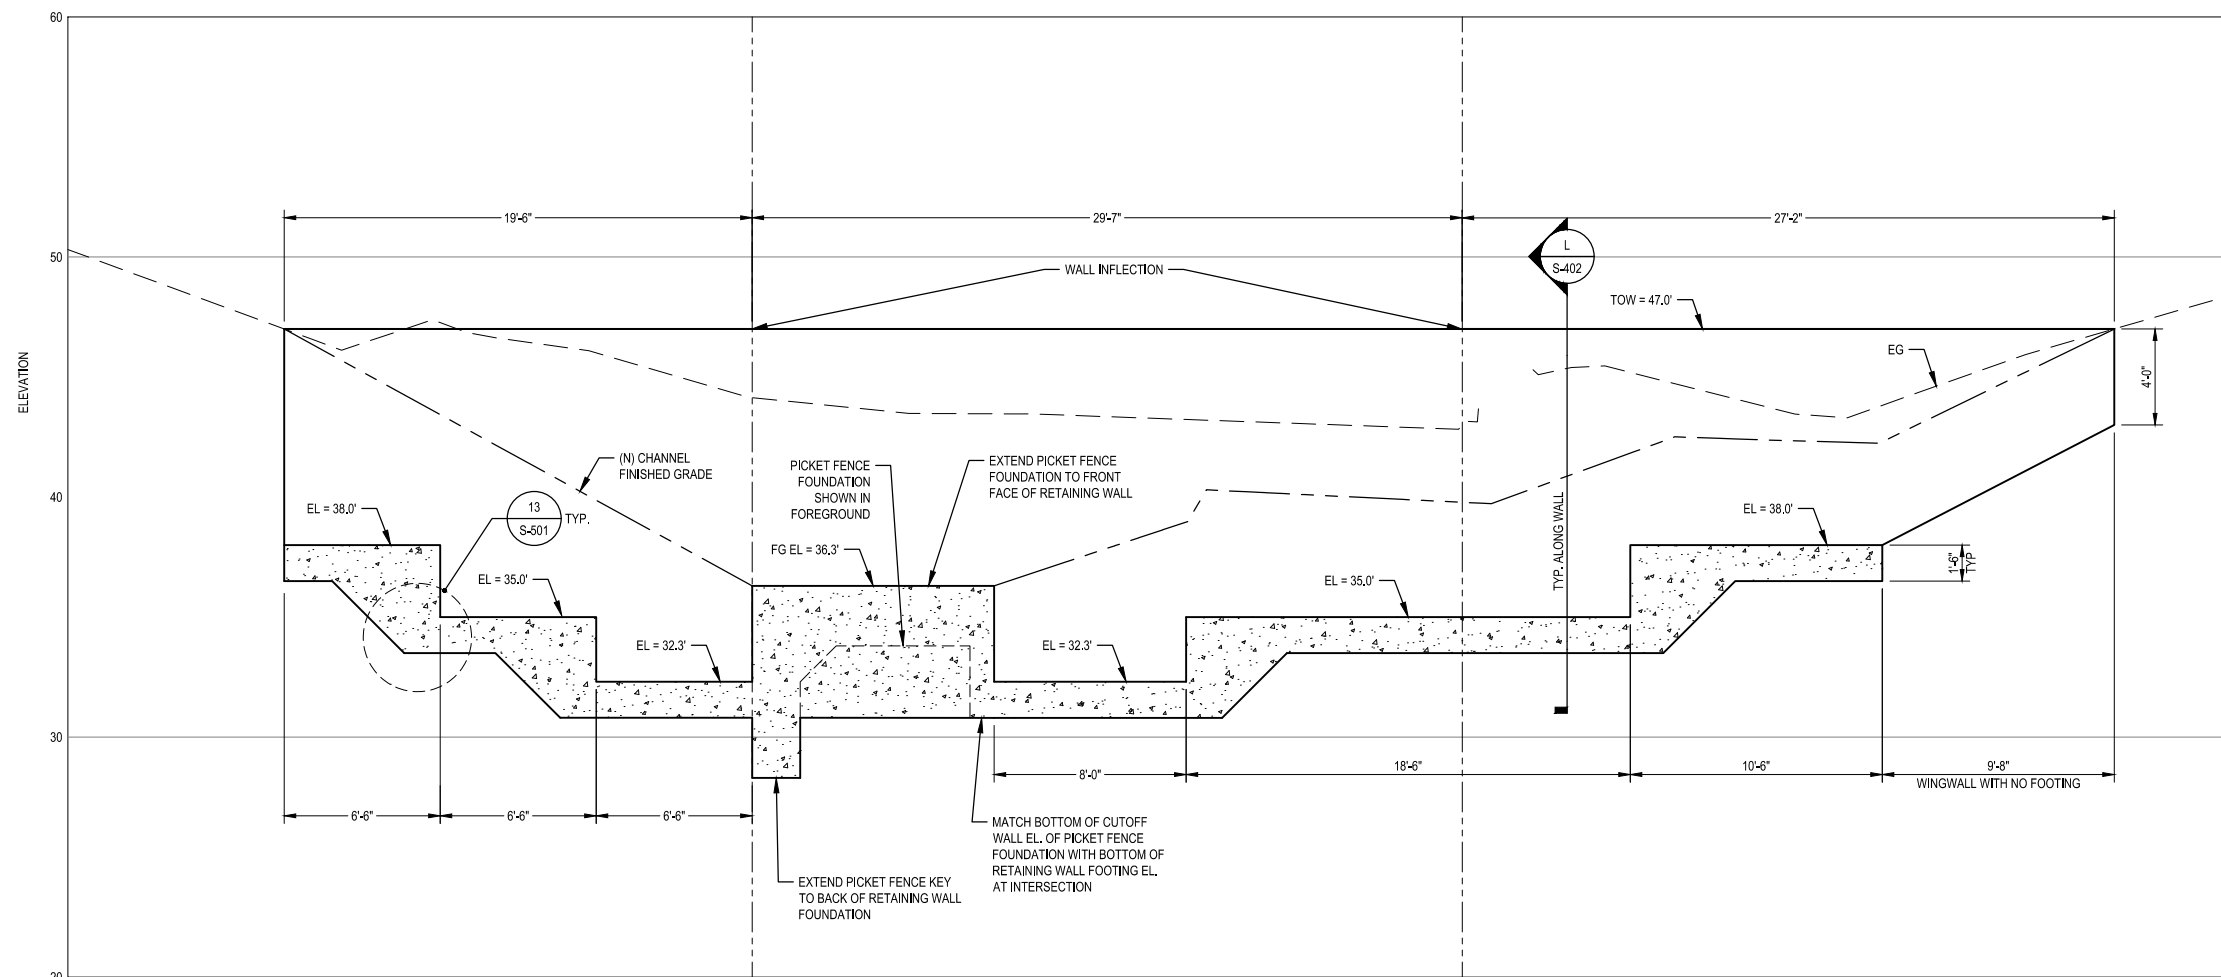 60
19'-6"
29'-7"
27'-2"
50
WALL INFLECTION
L
S-402
TOW = 47.0'
ELEVATION
EG
4'-0"
(N) CHANNEL
FINISHED GRADE
PICKET FENCE
FOUNDATION
SHOWN IN
FOREGROUND
EXTEND PICKET FENCE
FOUNDATION TO FRONT
FACE OF RETAINING WALL
40
EL = 38.0'
13
S-501
TYP.
EL = 38.0'
TYP. ALONG WALL
FG EL = 36.3'
1'-6"
TYP
EL = 35.0'
EL = 35.0'
EL = 32.3'
EL = 32.3'
30
8'-0"
18'-6"
10'-6"
9'-8"
WINGWALL WITH NO FOOTING
6'-6"
6'-6"
6'-6"
MATCH BOTTOM OF CUTOFF
WALL EL. OF PICKET FENCE
FOUNDATION WITH BOTTOM OF
RETAINING WALL FOOTING EL.
AT INTERSECTION
EXTEND PICKET FENCE KEY
TO BACK OF RETAINING WALL
FOUNDATION
20